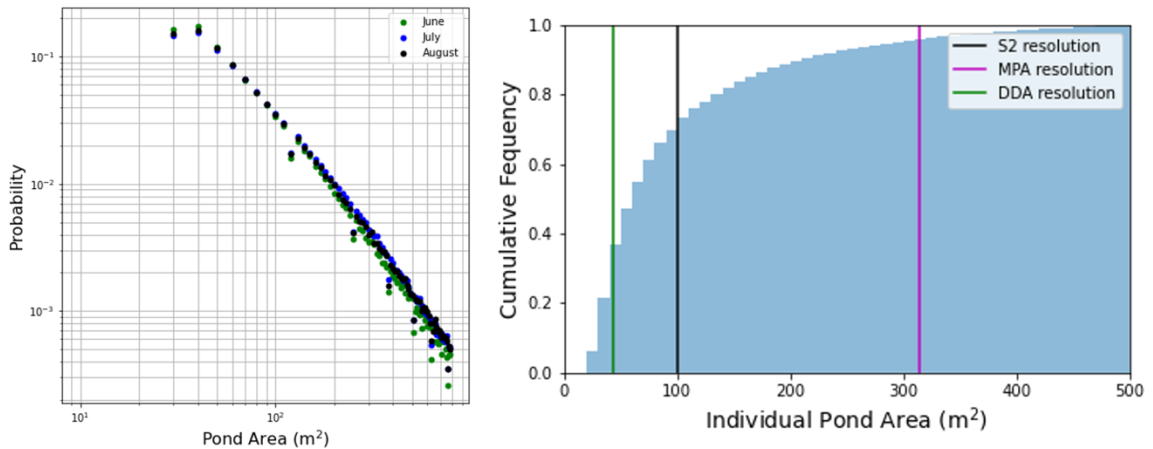 June
July
August
10⁻¹
10⁻²
10⁻³
Probability
10¹
10²
Pond Area (m²)
S2 resolution
MPA resolution
DDA resolution
1.0
0.8
0.6
0.4
0.2
0.0
Cumulative Fequency
0 100 200 300 400 500
Individual Pond Area (m²)